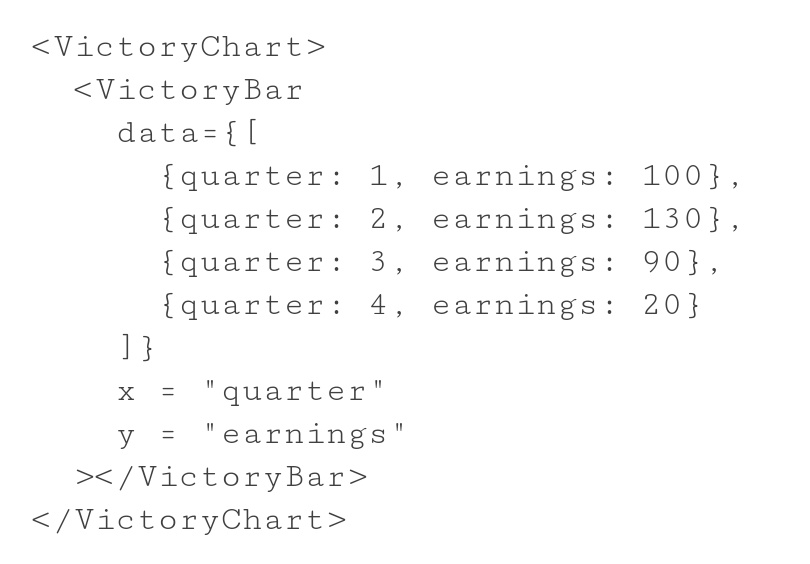 <VictoryChart>
  <VictoryBar
    data={[
      {quarter: 1, earnings: 100},
      {quarter: 2, earnings: 130},
      {quarter: 3, earnings: 90},
      {quarter: 4, earnings: 20}
    ]}
    x = "quarter"
    y = "earnings"
  ></VictoryBar>
</VictoryChart>